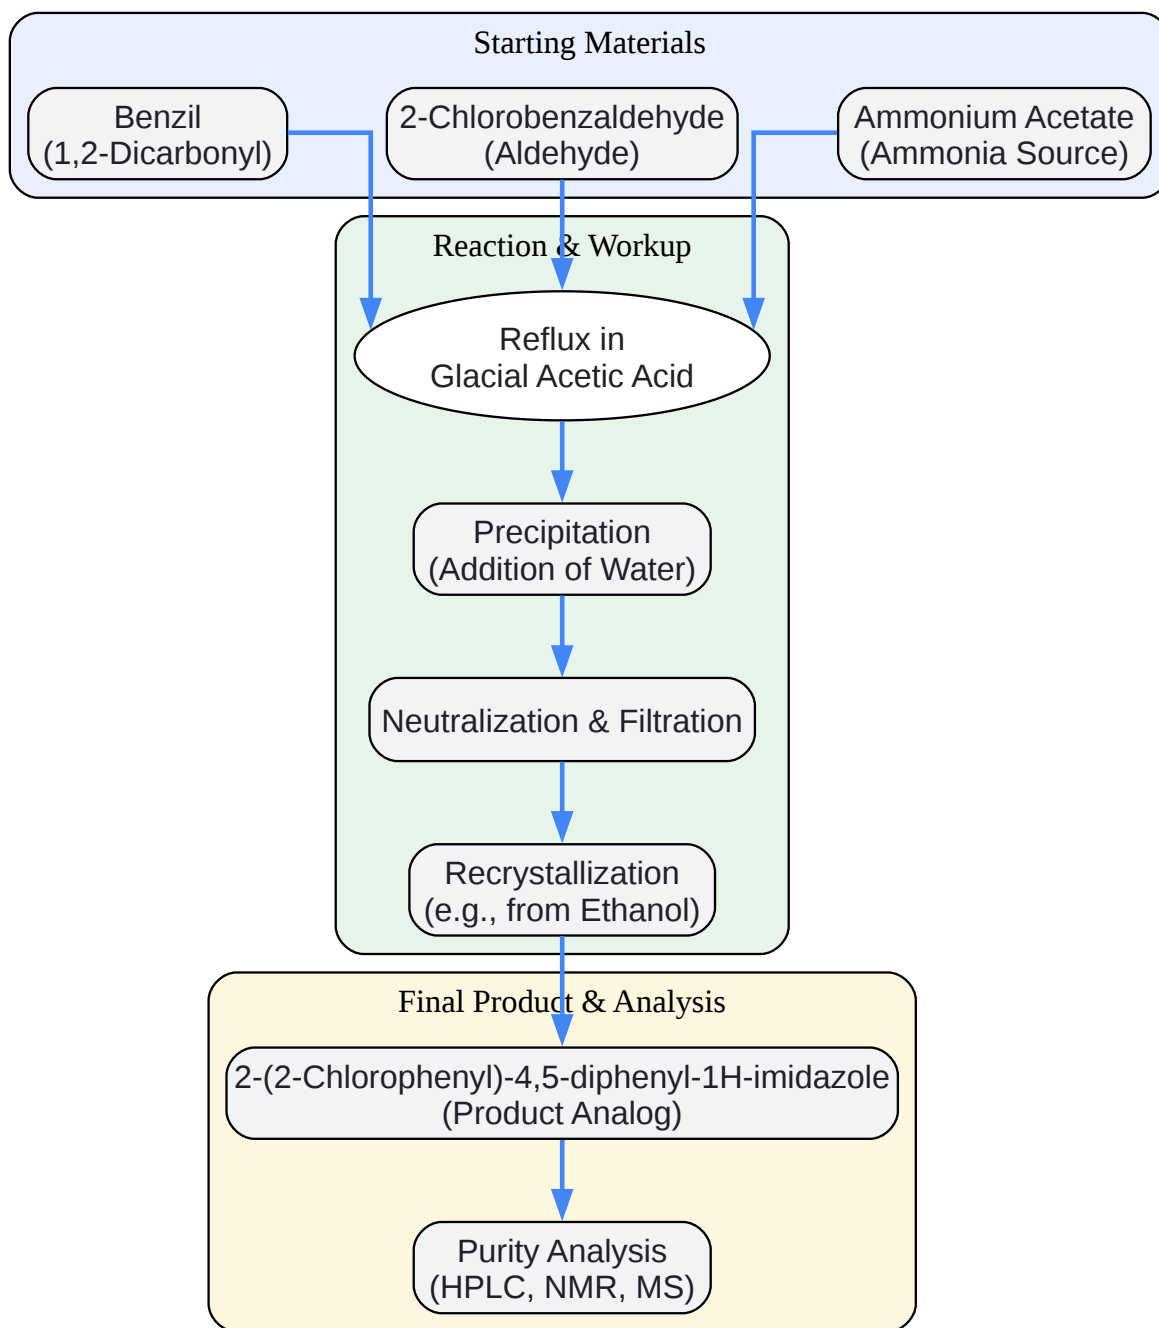 Starting Materials
Benzil
(1,2-Dicarbonyl)
2-Chlorobenzaldehyde
(Aldehyde)
Ammonium Acetate
(Ammonia Source)
Reaction & Workup
Reflux in
Glacial Acetic Acid
Precipitation
(Addition of Water)
Neutralization & Filtration
Recrystallization
(e.g., from Ethanol)
Final Product & Analysis
2-(2-Chlorophenyl)-4,5-diphenyl-1H-imidazole
(Product Analog)
Purity Analysis
(HPLC, NMR, MS)